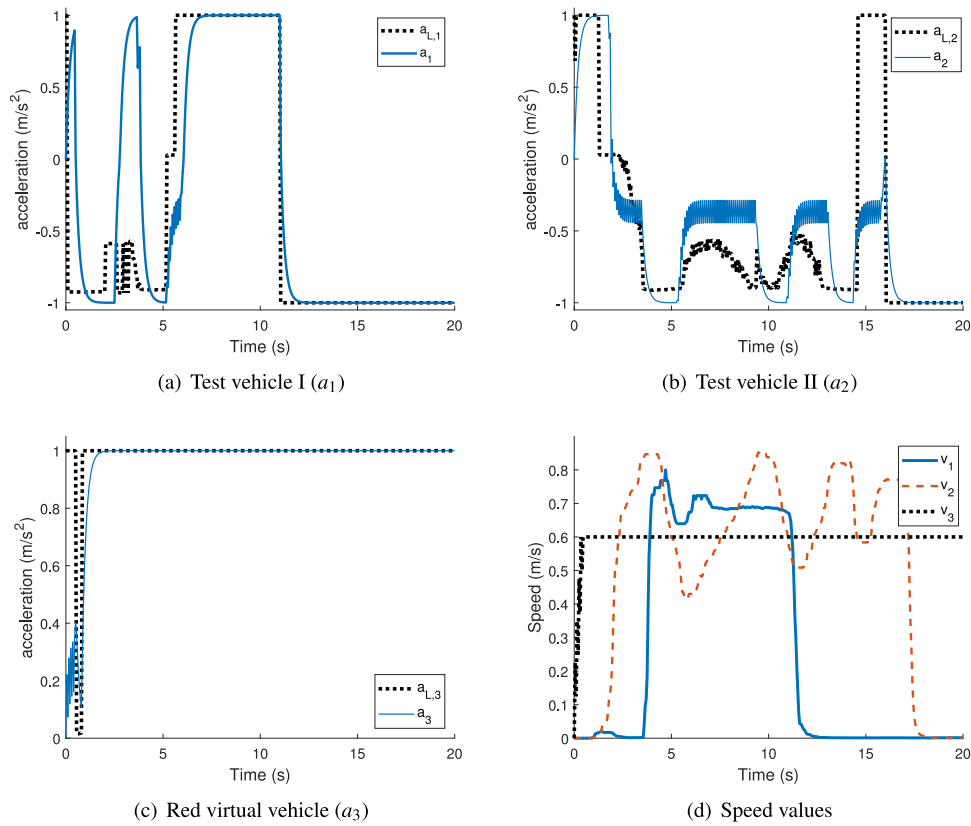 1
0.5
0
-0.5
-1
acceleration (m/s²)
0 5 10 15 20
Time (s)
a_{L,1}
a_1
(a) Test vehicle I (a_1)
1
0.5
0
-0.5
-1
acceleration (m/s²)
0 5 10 15 20
Time (s)
a_{L,2}
a_2
(b) Test vehicle II (a_2)
1
0.8
0.6
0.4
0.2
0
acceleration (m/s²)
0 5 10 15 20
Time (s)
a_{L,3}
a_3
(c) Red virtual vehicle (a_3)
0.8
0.7
0.6
0.5
0.4
0.3
0.2
0.1
0
Speed (m/s)
0 5 10 15 20
Time (s)
v_1
v_2
v_3
(d) Speed values